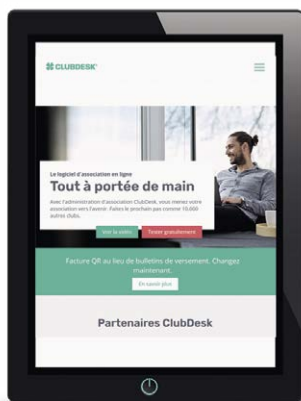 CLUBDESK
Le logiciel d'association en ligne
Tout à portée de main
Avec l'administration d'association ClubDesk, vous menez votre
association vers l'avenir. Faites le prochain pas comme 10,000
autres clubs.
Voir la vidéo
Tester gratuitement
Facture QR au lieu de bulletins de versement. Changez
maintenant.
En savoir plus
Partenaires ClubDesk